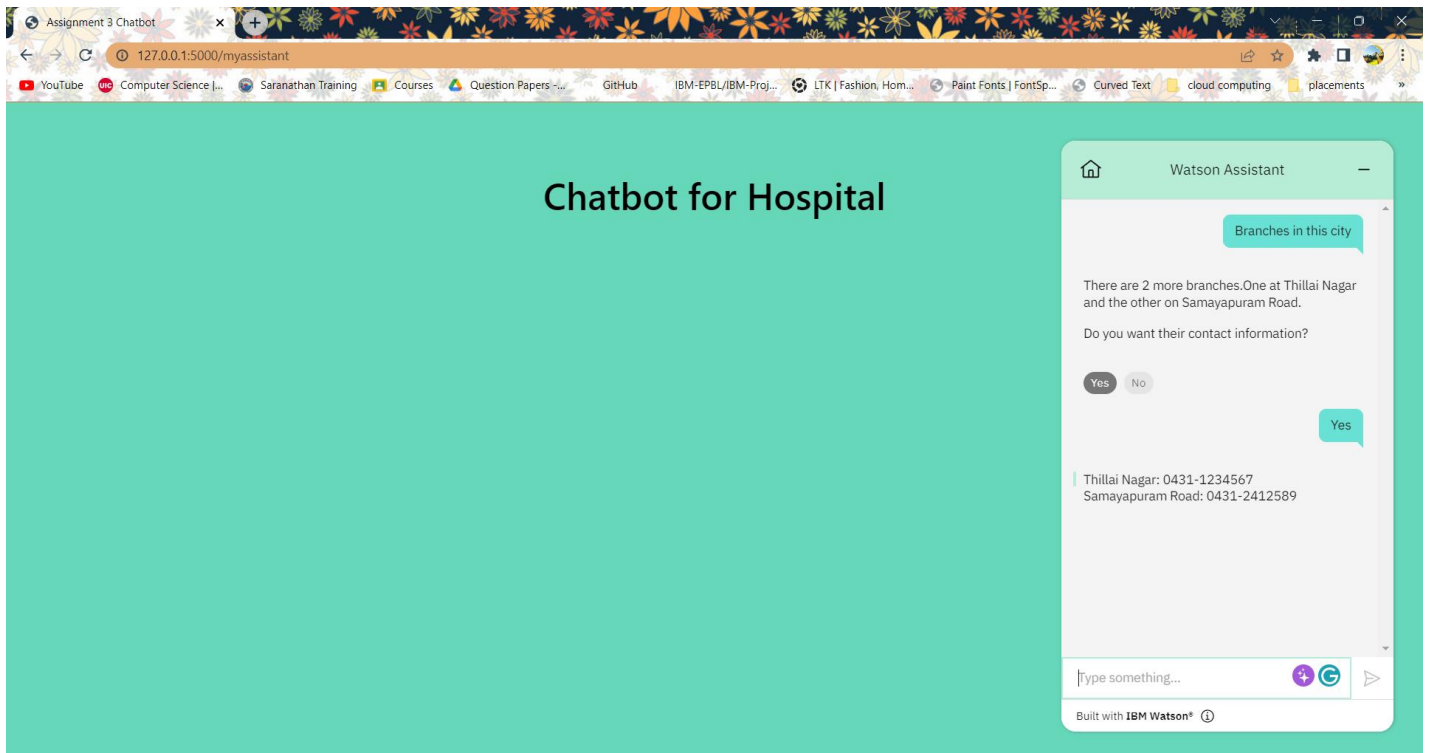 Assignment 3 Chatbot
127.0.0.1:5000/myassistant
YouTube UIC Computer Science |... Saranathan Training Courses Question Papers -... GitHub IBM-EPBL/IBM-Proj... LTK | Fashion, Hom... Paint Fonts | FontSp... Curved Text cloud computing placements »
Chatbot for Hospital
Watson Assistant
Branches in this city
There are 2 more branches.One at Thillai Nagar
and the other on Samayapuram Road.
Do you want their contact information?
Yes No
Yes
Thillai Nagar: 0431-1234567
Samayapuram Road: 0431-2412589
Type something...
Built with IBM Watson®